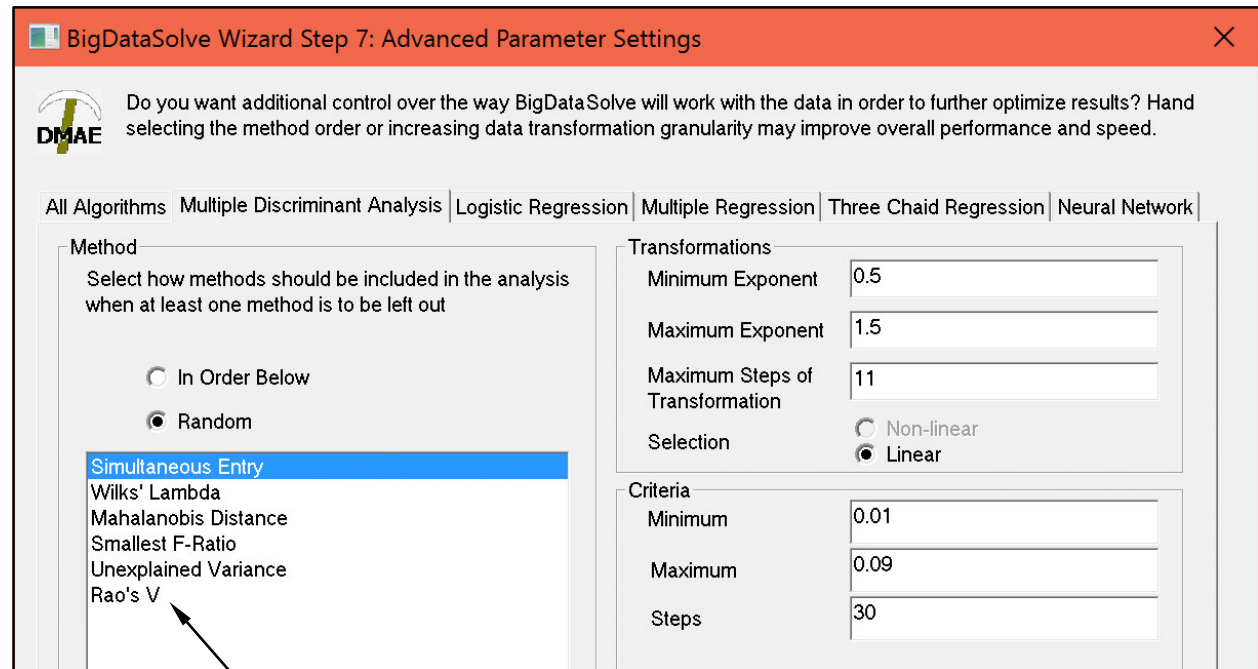 BigDataSolve Wizard Step 7: Advanced Parameter Settings
DMAE
Do you want additional control over the way BigDataSolve will work with the data in order to further optimize results? Hand
selecting the method order or increasing data transformation granularity may improve overall performance and speed.
All Algorithms Multiple Discriminant Analysis Logistic Regression Multiple Regression Three Chaid Regression Neural Network
Method
Select how methods should be included in the analysis
when at least one method is to be left out
In Order Below
Random
Simultaneous Entry
Wilks' Lambda
Mahalanobis Distance
Smallest F-Ratio
Unexplained Variance
Rao's V
Transformations
Minimum Exponent 0.5
Maximum Exponent 1.5
Maximum Steps of 11
Transformation
Selection
Non-linear
Linear
Criteria
Minimum 0.01
Maximum 0.09
Steps 30